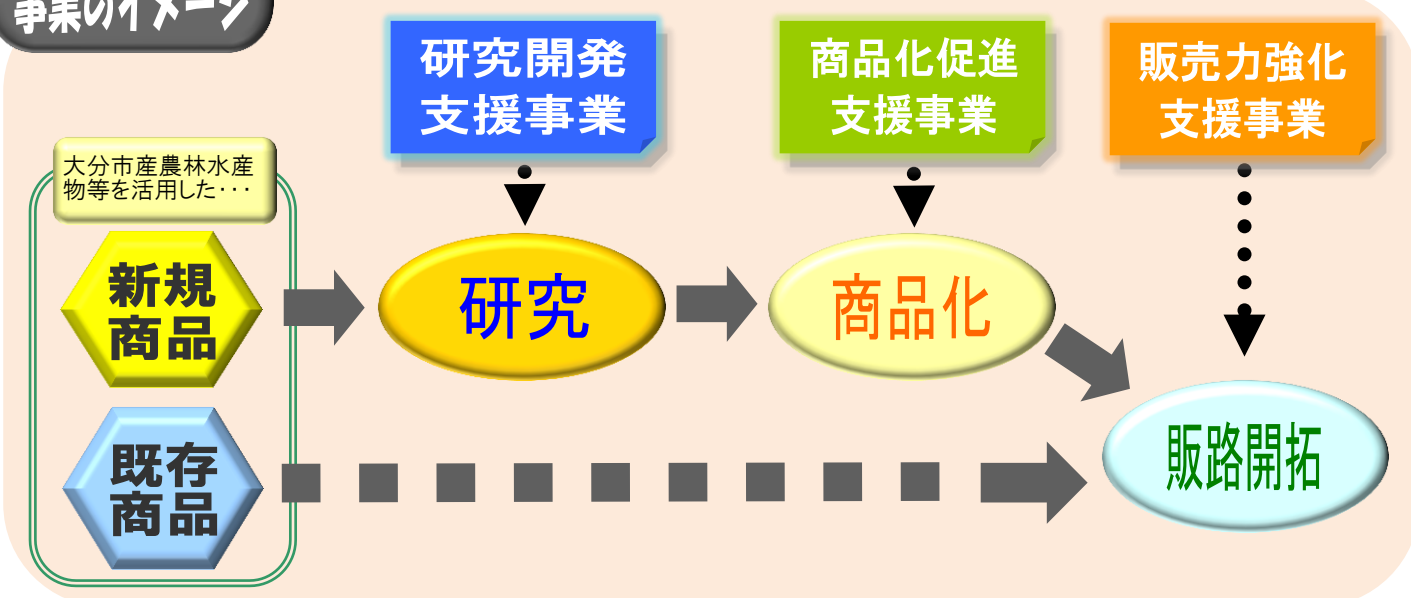 事業のイメージ
研究開発
支援事業
商品化促進
支援事業
販売力強化
支援事業
大分市産農林水産
物等を活用した・・・
新規
商品
研究
商品化
既存
商品
販路開拓